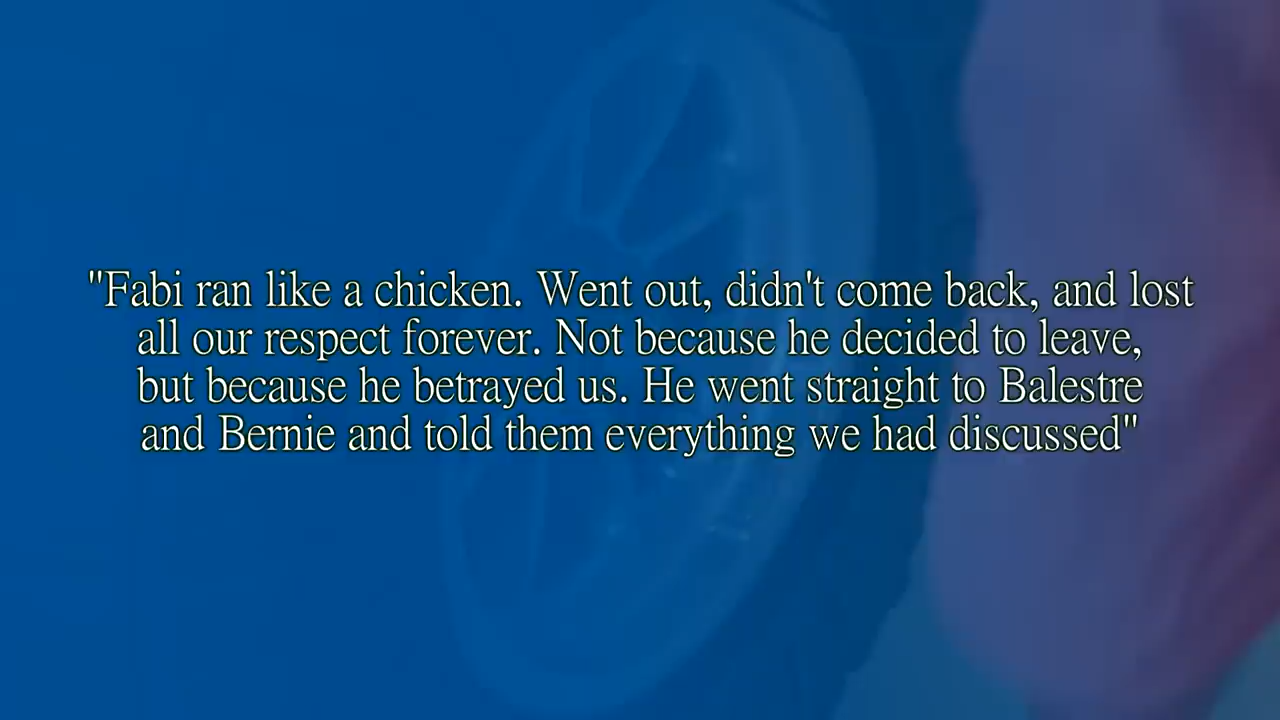 "Fabi ran like a chicken. Went out, didn't come back, and lost
all our respect forever. Not because he decided to leave,
but because he betrayed us. He went straight to Balestre
and Bernie and told them everything we had discussed"